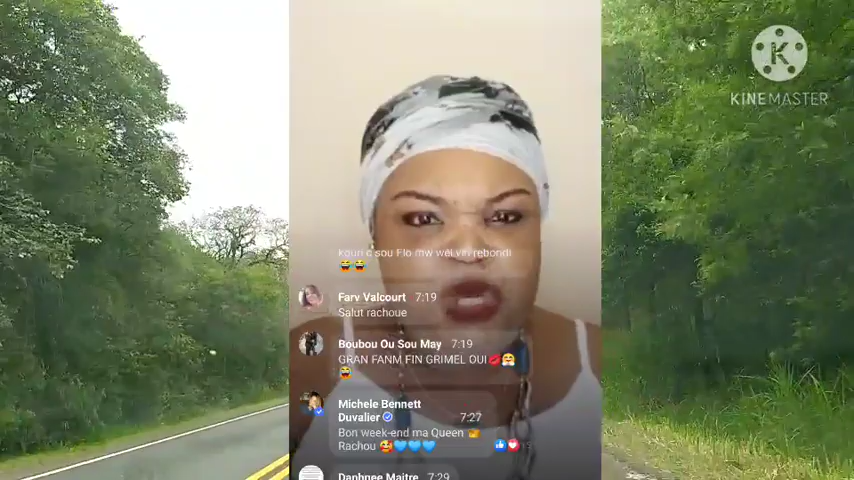 KINEMASTER
kouri d sou Flo mw wel vin rebondi
Farv Valcourt 7:19
Salut rachoue
Boubou Ou Sou May 7:19
GRAN FANM FIN GRIMEL OUI
Michele Bennett
Duvalier 7:27
Bon week-end ma Queen
Rachou
Daphnee Maitre 7:29